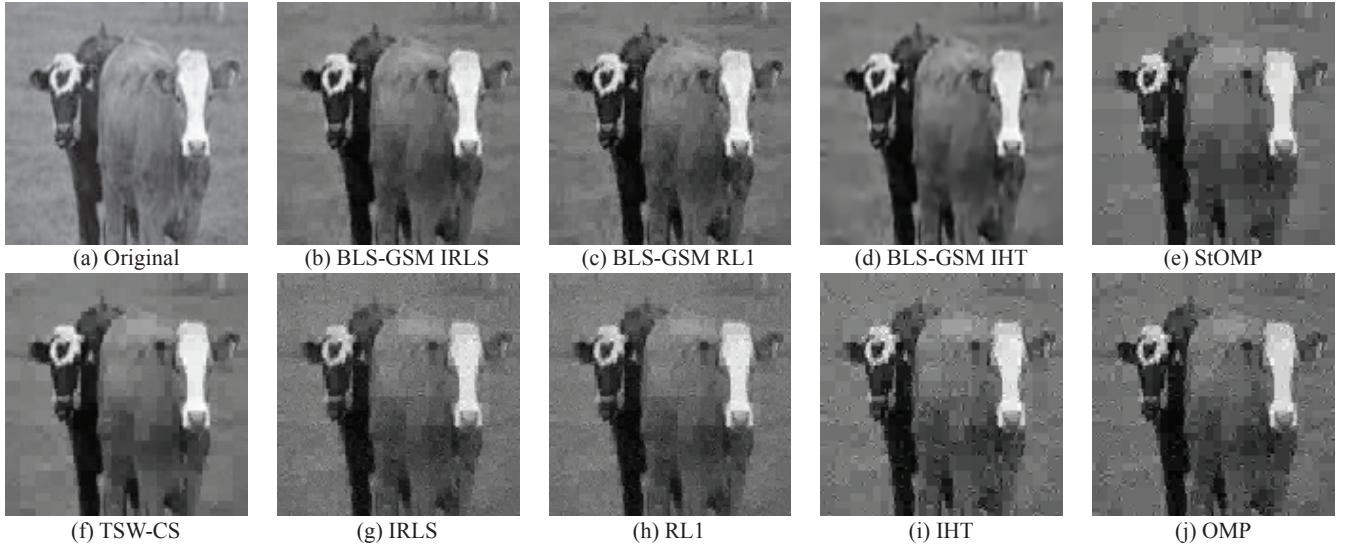 (a) Original
(b) BLS-GSM IRLS
(c) BLS-GSM RL1
(d) BLS-GSM IHT
(e) StOMP
(f) TSW-CS
(g) IRLS
(h) RL1
(i) IHT
(j) OMP